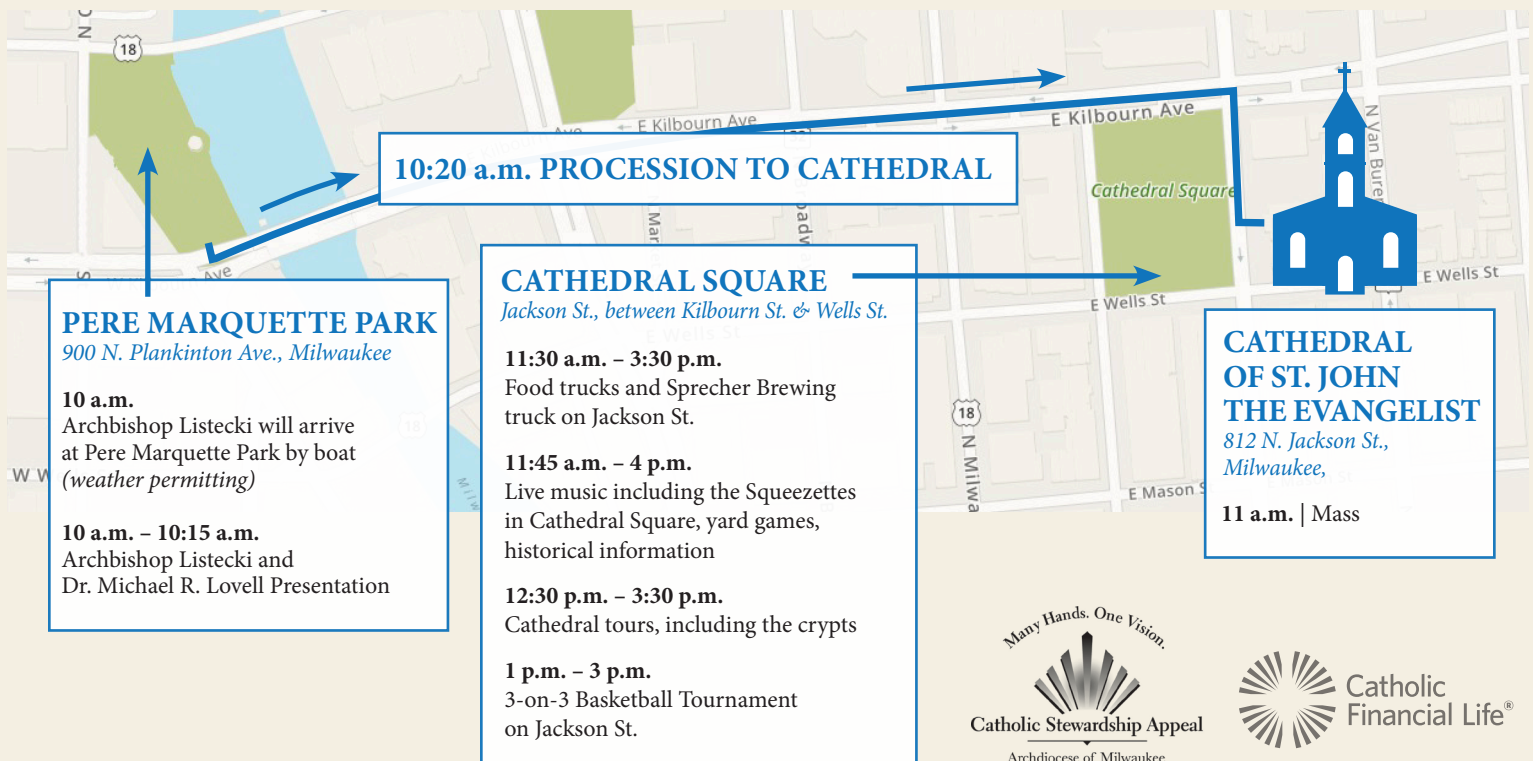 18
E Kilbourn Ave
E Kilbourn Ave
10:20 a.m. PROCESSION TO CATHEDRAL
Cathedral Square
N Van Buren
Ave
Ave
E Wells St
E Wells St
E Wells St
18
18
N Milwa
E Mason S
W W
PERE MARQUETTE PARK
900 N. Plankinton Ave., Milwaukee
10 a.m.
Archbishop Listecki will arrive
at Pere Marquette Park by boat
(weather permitting)
10 a.m. – 10:15 a.m.
Archbishop Listecki and
Dr. Michael R. Lovell Presentation
CATHEDRAL SQUARE
Jackson St., between Kilbourn St. & Wells St.
11:30 a.m. – 3:30 p.m.
Food trucks and Sprecher Brewing
truck on Jackson St.
11:45 a.m. – 4 p.m.
Live music including the Squeezettes
in Cathedral Square, yard games,
historical information
12:30 p.m. – 3:30 p.m.
Cathedral tours, including the crypts
1 p.m. – 3 p.m.
3-on-3 Basketball Tournament
on Jackson St.
CATHEDRAL
OF ST. JOHN
THE EVANGELIST
812 N. Jackson St.,
Milwaukee,
11 a.m. | Mass
Many Hands. One Vision.
Catholic Stewardship Appeal
Archdiocese of Milwaukee
Catholic
Financial Life®